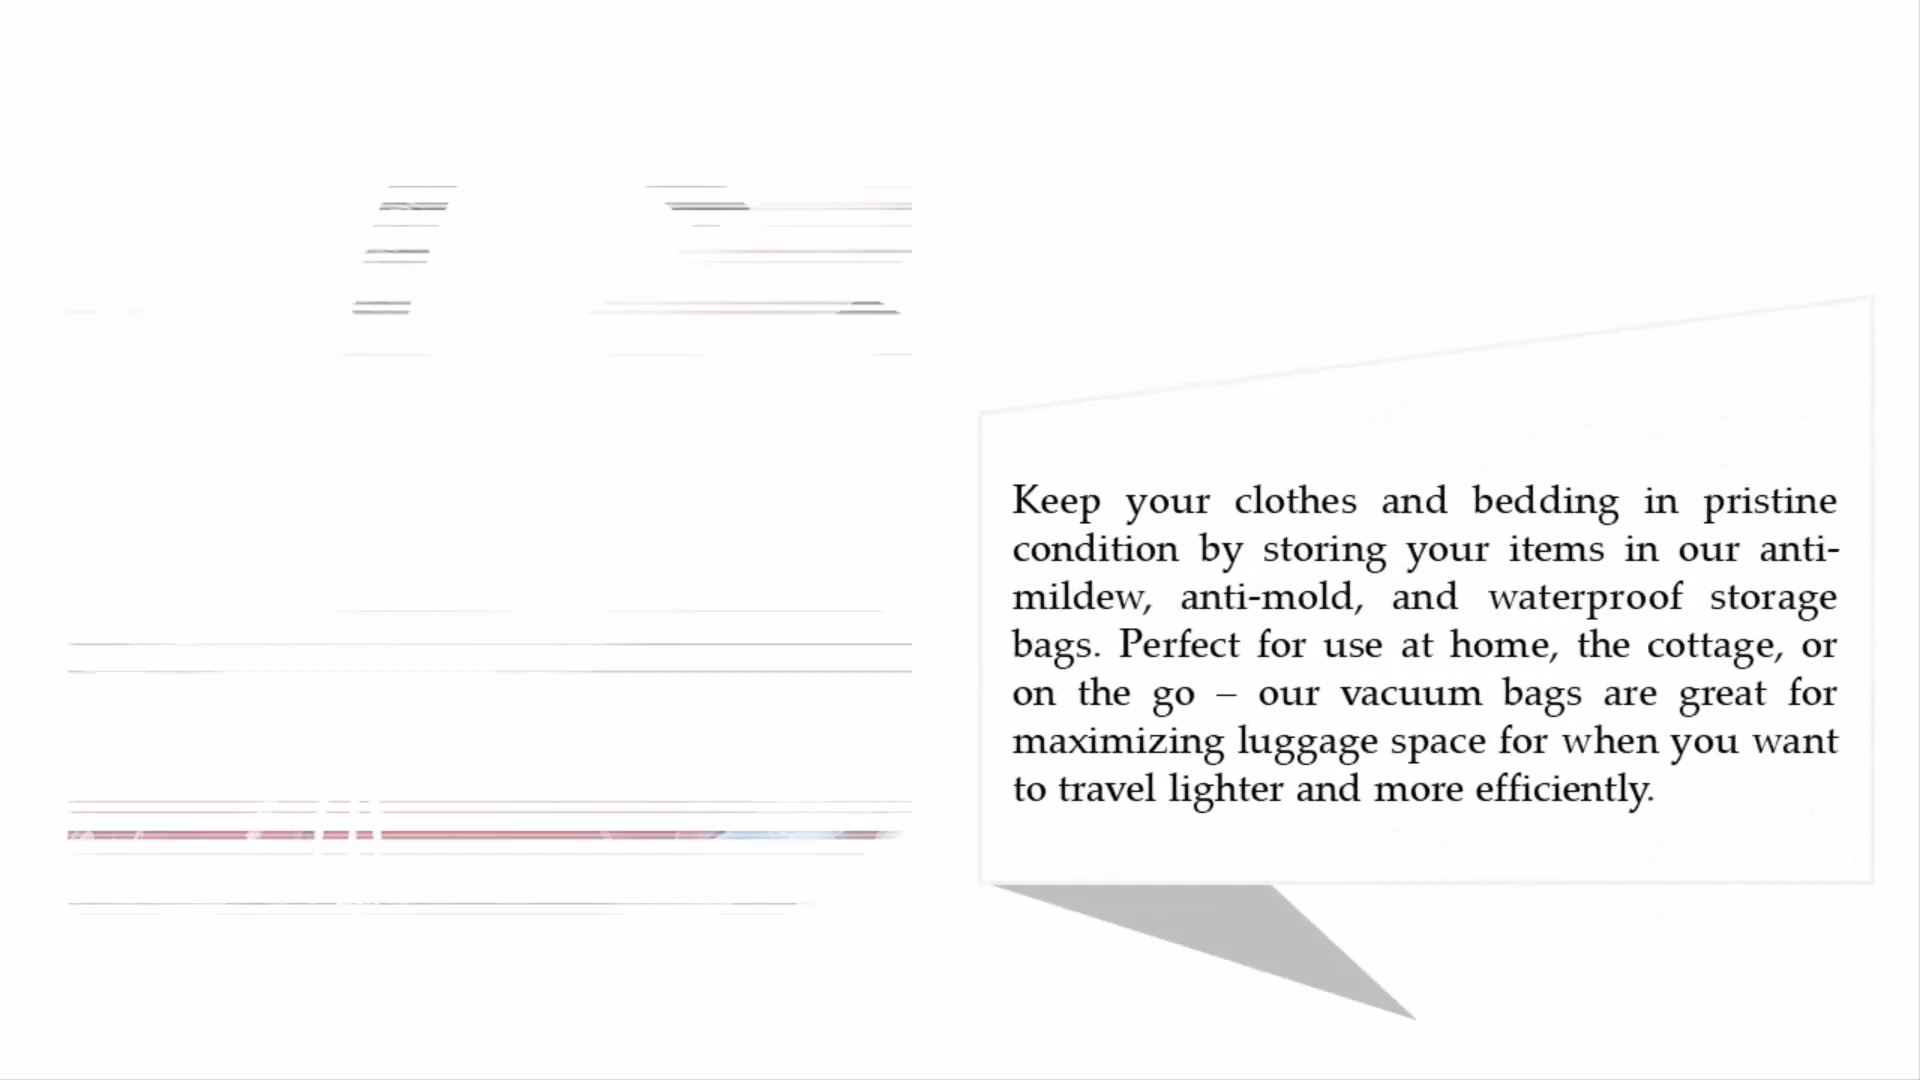 Keep your clothes and bedding in pristine
condition by storing your items in our anti-
mildew, anti-mold, and waterproof storage
bags. Perfect for use at home, the cottage, or
on the go – our vacuum bags are great for
maximizing luggage space for when you want
to travel lighter and more efficiently.